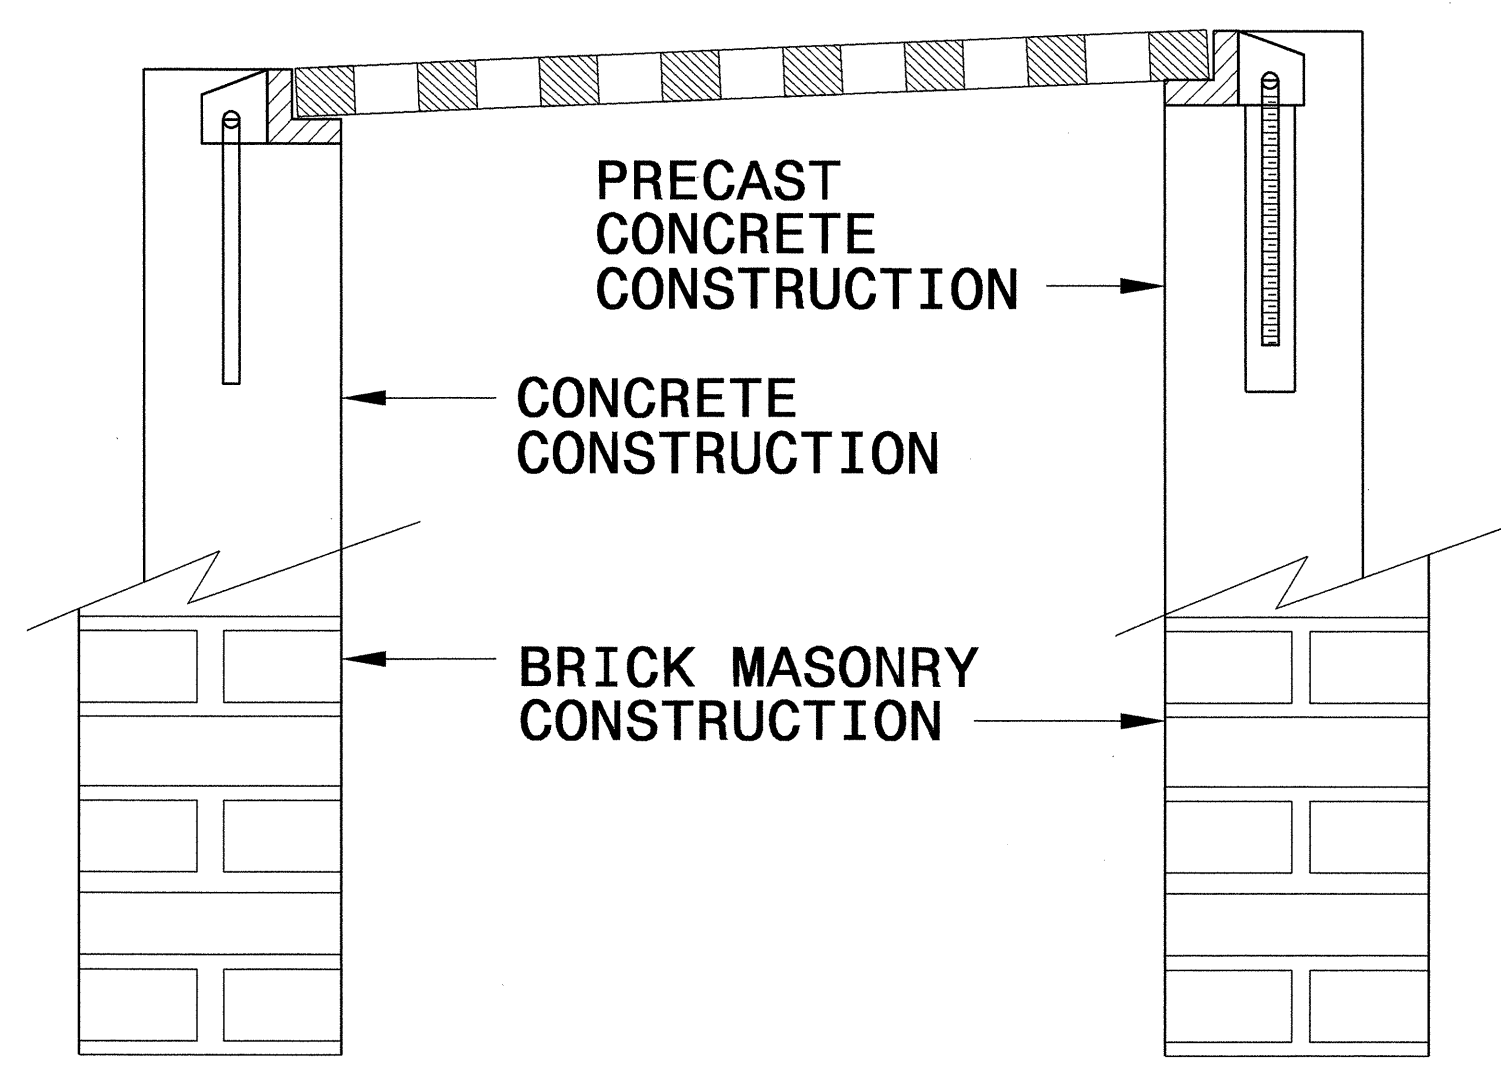 PRECAST
CONCRETE
CONSTRUCTION
CONCRETE
CONSTRUCTION
BRICK MASONRY
CONSTRUCTION